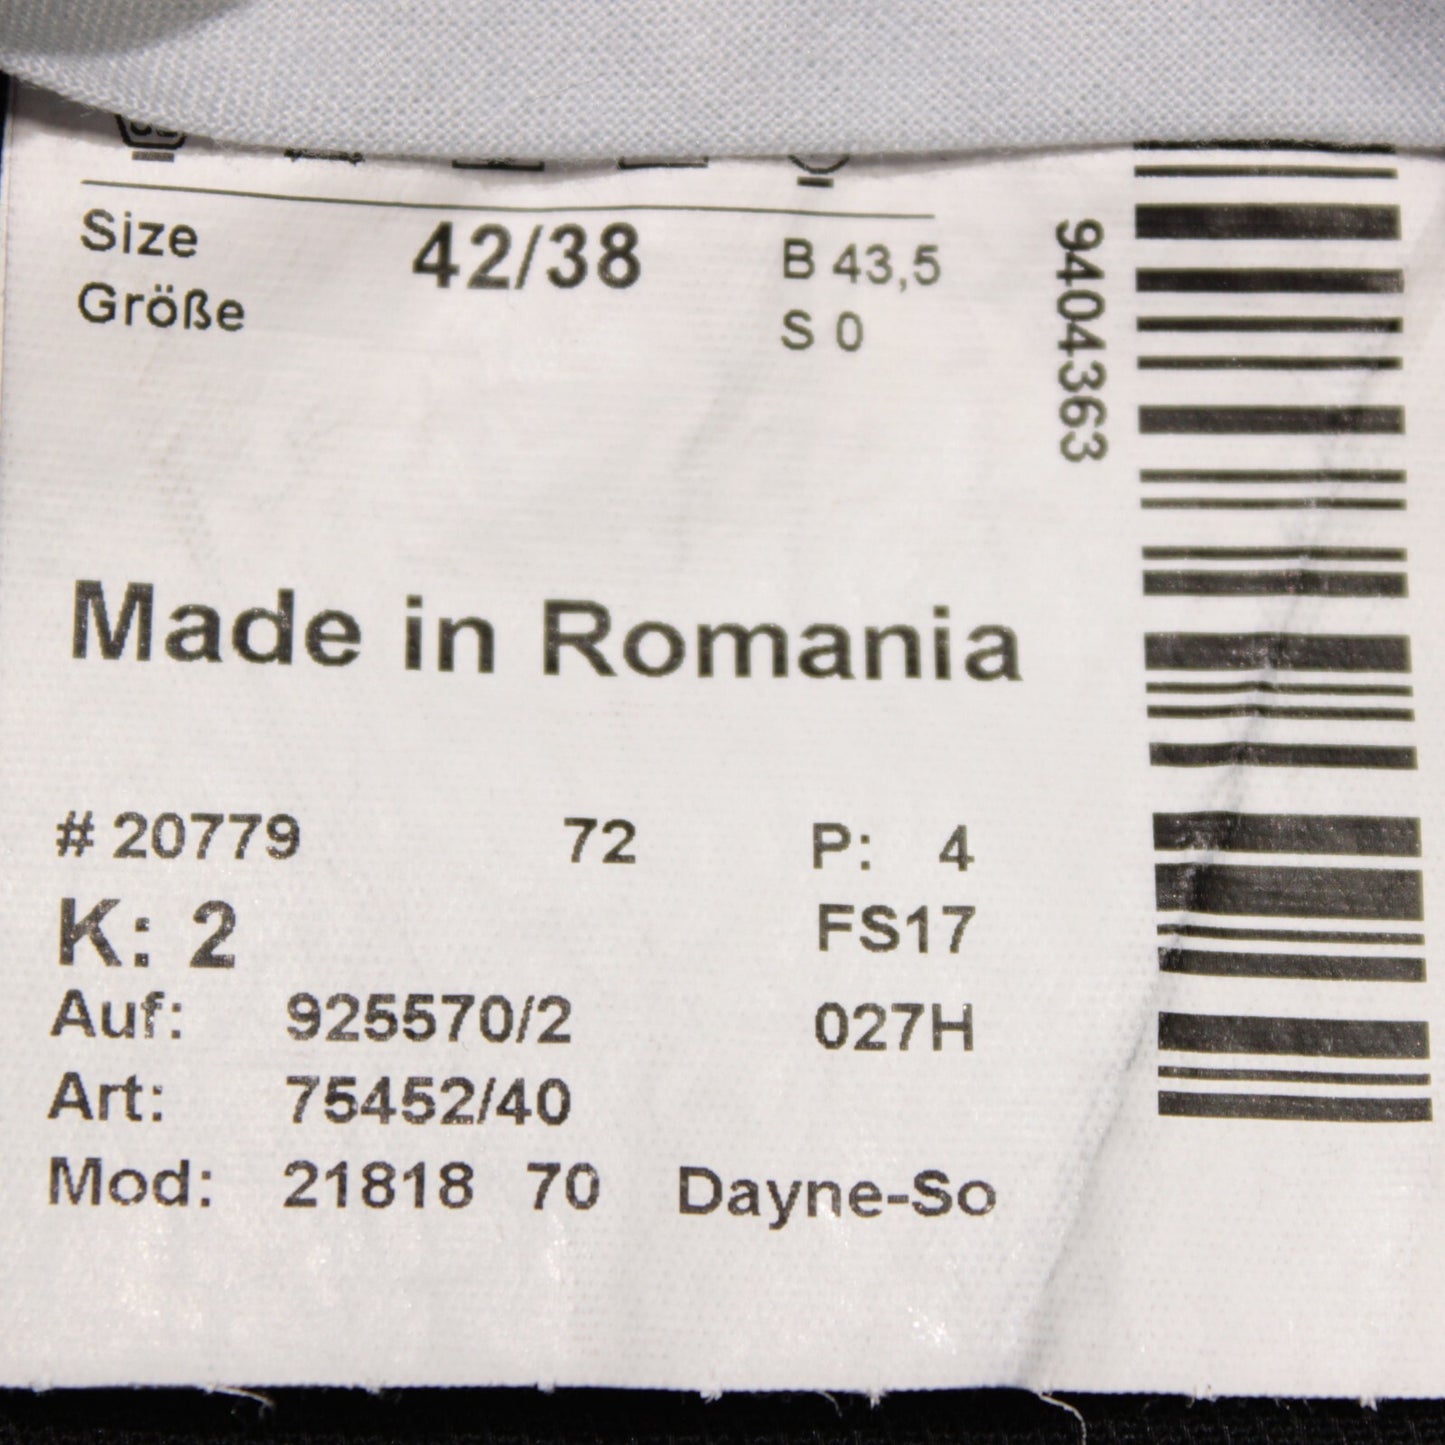 Size 42/38 B 43,5
Größe S 0
9404363
Made in Romania
# 20779 72 P: 4
K: 2 FS17
Auf: 925570/2 027H
Art: 75452/40
Mod: 21818 70 Dayne-So